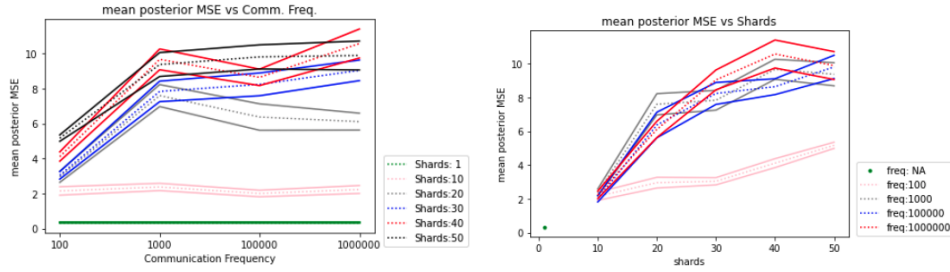 mean posterior MSE vs Comm. Freq.
mean posterior MSE
10
8
6
4
2
0
100
1000
100000
1000000
Communication Frequency
Shards: 1
Shards:10
Shards:20
Shards:30
Shards:40
Shards:50
mean posterior MSE vs Shards
mean posterior MSE
10
8
6
4
2
0
0
10
20
30
40
50
shards
freq: NA
freq:100
freq:1000
freq:100000
freq:1000000